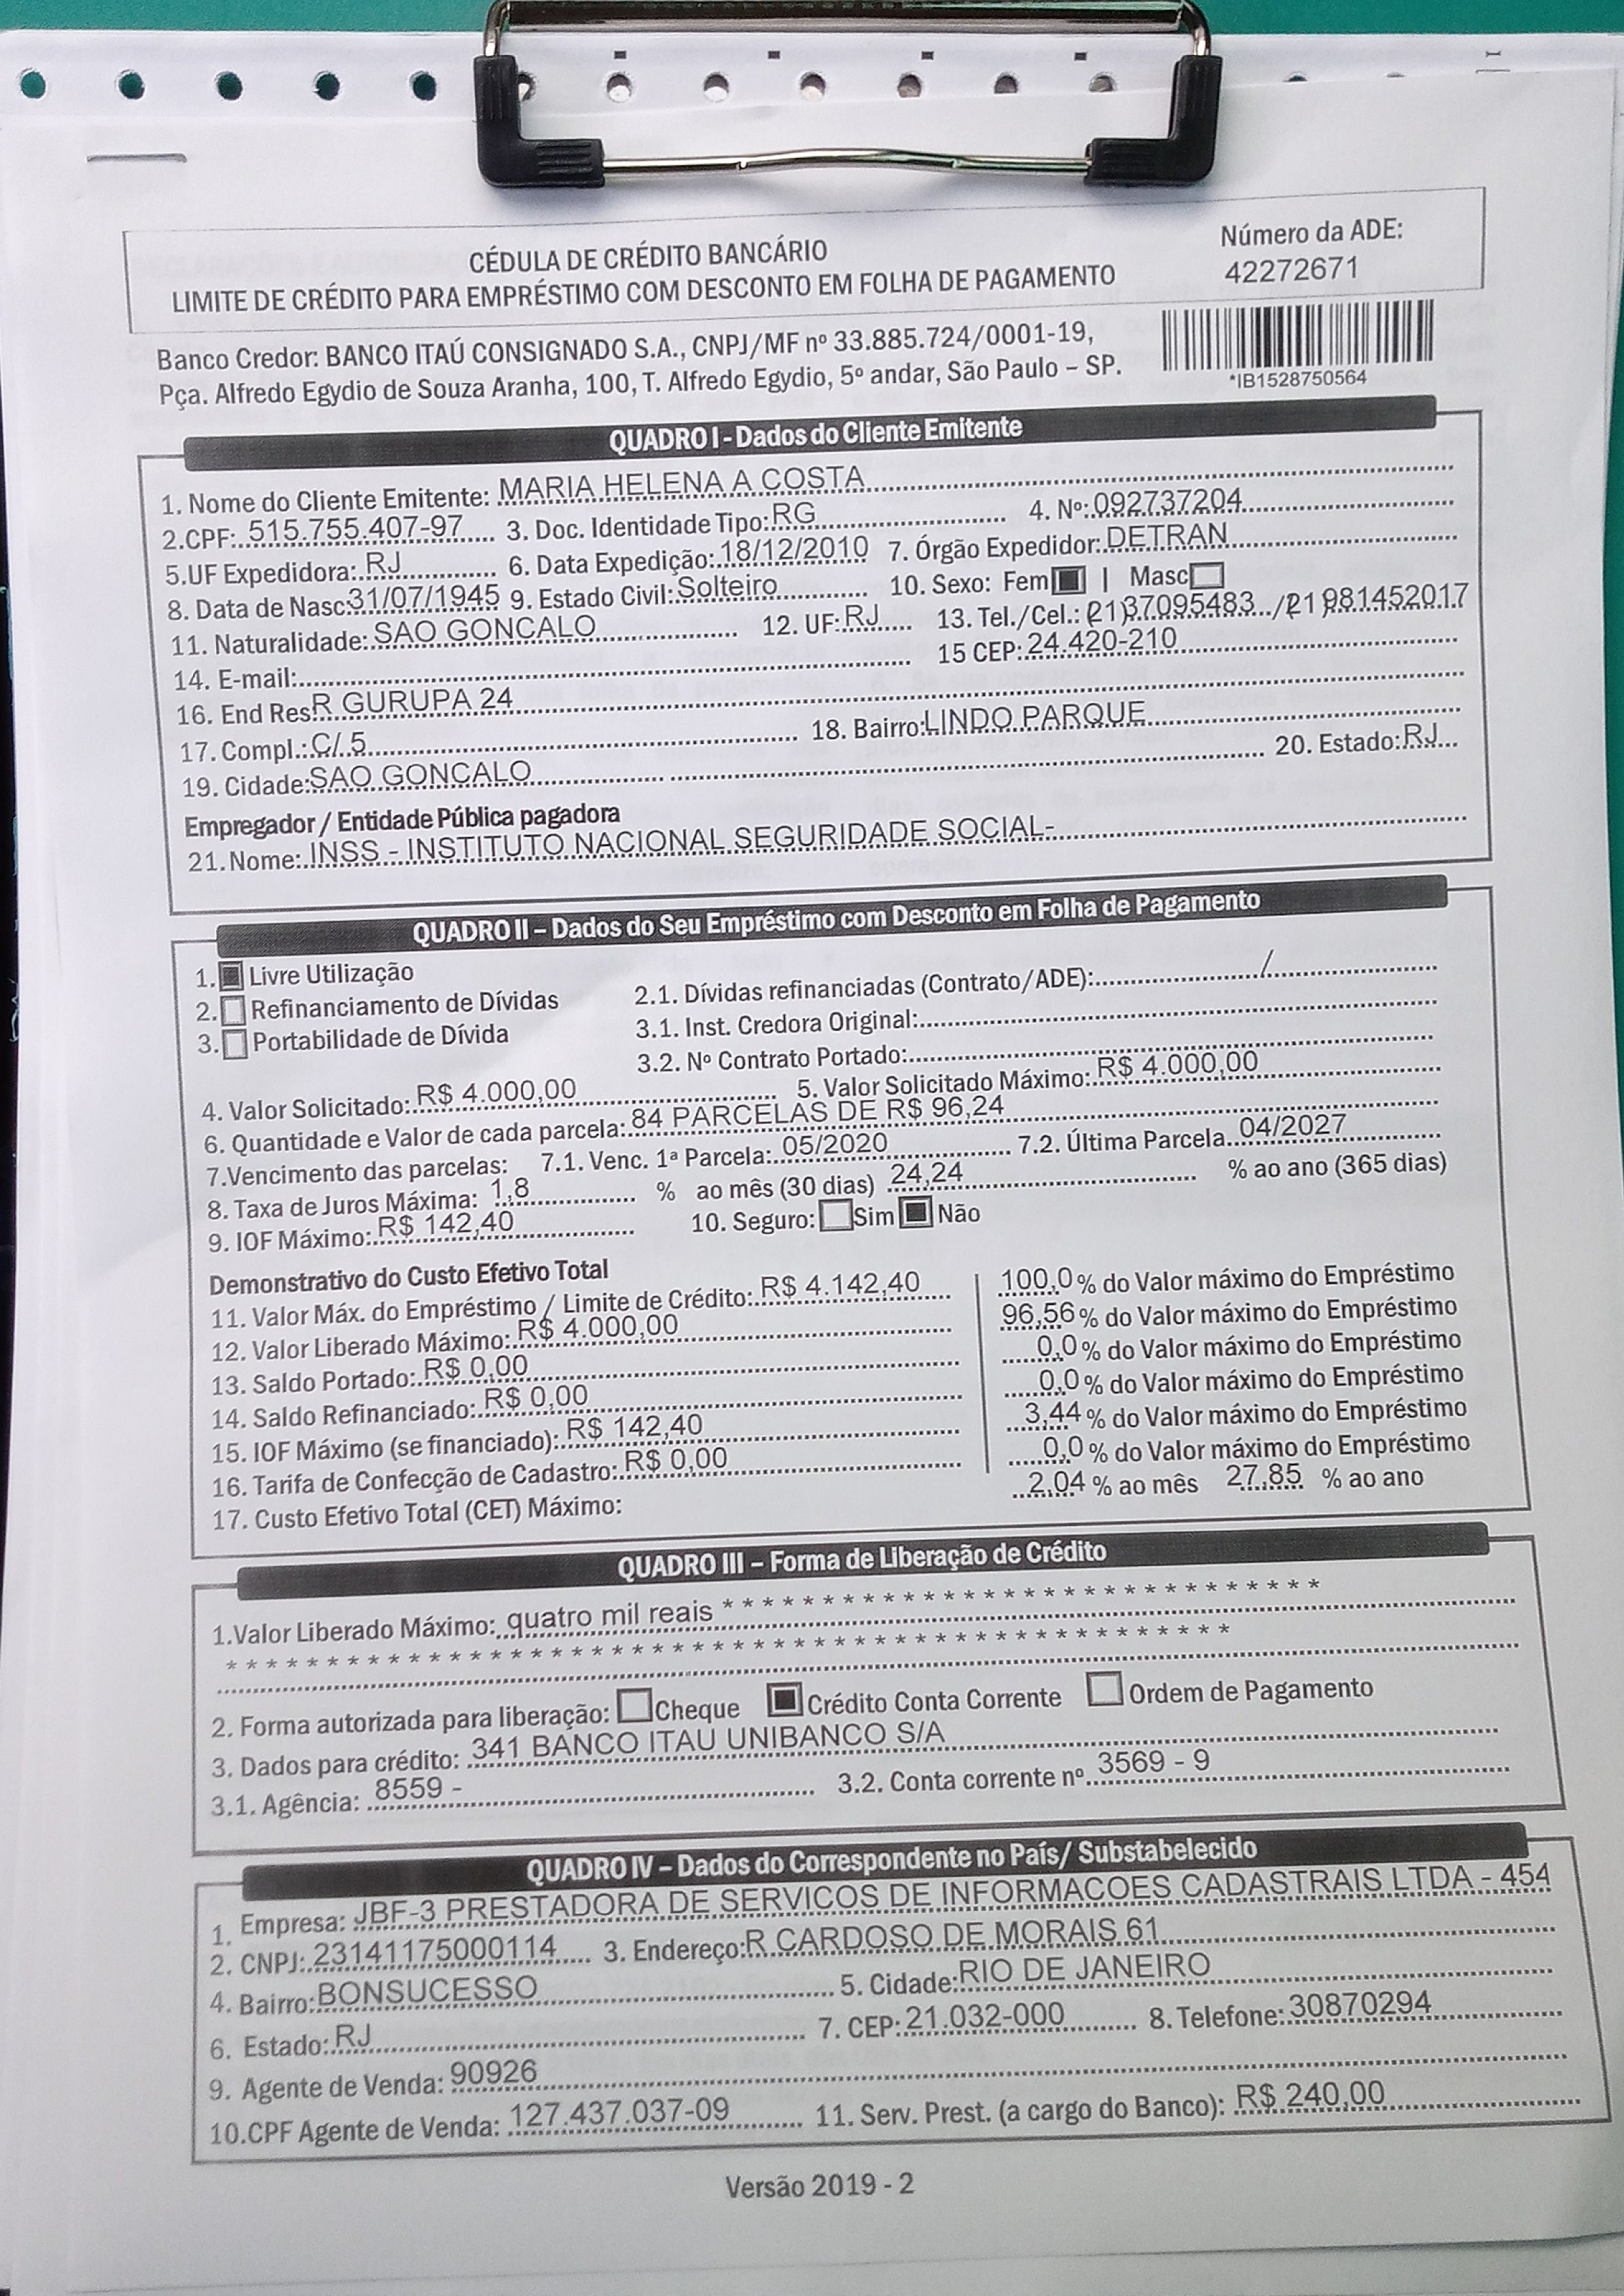 CÉDULA DE CRÉDITO BANCÁRIO
LIMITE DE CRÉDITO PARA EMPRÉSTIMO COM DESCONTO EM FOLHA DE PAGAMENTO
Número da ADE:
42272671
Banco Credor: BANCO ITAÚ CONSIGNADO S.A., CNPJ/MF nº 33.885.724/0001-19,
Pça. Alfredo Egydio de Souza Aranha, 100, T. Alfredo Egydio, 5º andar, São Paulo – SP.
*IB1528750564
QUADRO I - Dados do Cliente Emitente
1. Nome do Cliente Emitente: MARIA HELENA A COSTA
2.CPF: 515.755.407-97 3. Doc. Identidade Tipo: RG 4. Nº: 092737204
5.UF Expedidora: RJ 6. Data Expedição: 18/12/2010 7. Órgão Expedidor: DETRAN
8. Data de Nasc: 31/07/1945 9. Estado Civil: Solteiro 10. Sexo: Fem ■ | Masc □
11. Naturalidade: SAO GONCALO 12. UF: RJ 13. Tel./Cel.: (21)37095483 /(21)981452017
14. E-mail: 15 CEP: 24.420-210
16. End Res: R GURUPA 24
17. Compl.: C/ 5 18. Bairro: LINDO PARQUE
19. Cidade: SAO GONCALO 20. Estado: RJ
Empregador / Entidade Pública pagadora
21. Nome: INSS - INSTITUTO NACIONAL SEGURIDADE SOCIAL-
QUADRO II – Dados do Seu Empréstimo com Desconto em Folha de Pagamento
1. ■ Livre Utilização
2. □ Refinanciamento de Dívidas 2.1. Dívidas refinanciadas (Contrato/ADE): /
3. □ Portabilidade de Dívida 3.1. Inst. Credora Original:
3.2. Nº Contrato Portado:
4. Valor Solicitado: R$ 4.000,00 5. Valor Solicitado Máximo: R$ 4.000,00
6. Quantidade e Valor de cada parcela: 84 PARCELAS DE R$ 96,24
7.Vencimento das parcelas: 7.1. Venc. 1ª Parcela: 05/2020 7.2. Última Parcela 04/2027
8. Taxa de Juros Máxima: 1,8 % ao mês (30 dias) 24,24 % ao ano (365 dias)
9. IOF Máximo: R$ 142,40 10. Seguro: □ Sim ■ Não
Demonstrativo do Custo Efetivo Total
11. Valor Máx. do Empréstimo / Limite de Crédito: R$ 4.142,40 100,0 % do Valor máximo do Empréstimo
12. Valor Liberado Máximo: R$ 4.000,00 96,56 % do Valor máximo do Empréstimo
13. Saldo Portado: R$ 0,00 0,0 % do Valor máximo do Empréstimo
14. Saldo Refinanciado: R$ 0,00 0,0 % do Valor máximo do Empréstimo
15. IOF Máximo (se financiado): R$ 142,40 3,44 % do Valor máximo do Empréstimo
16. Tarifa de Confecção de Cadastro: R$ 0,00 0,0 % do Valor máximo do Empréstimo
17. Custo Efetivo Total (CET) Máximo: 2,04 % ao mês 27,85 % ao ano
QUADRO III – Forma de Liberação de Crédito
1.Valor Liberado Máximo: quatro mil reais * * * * * * * * * * * * * * * * * * * * * * * * * * * * * *
* * * * * * * * * * * * * * * * * * * * * * * * * * * * * * * * * * * * * * * * * * * * * * * * * *
2. Forma autorizada para liberação: □ Cheque ■ Crédito Conta Corrente □ Ordem de Pagamento
3. Dados para crédito: 341 BANCO ITAU UNIBANCO S/A
3.1. Agência: 8559 - 3.2. Conta corrente nº 3569 - 9
QUADRO IV – Dados do Correspondente no País/ Substabelecido
1. Empresa: JBF-3 PRESTADORA DE SERVICOS DE INFORMACOES CADASTRAIS LTDA - 454
2. CNPJ: 23141175000114 3. Endereço: R CARDOSO DE MORAIS 61
4. Bairro: BONSUCESSO 5. Cidade: RIO DE JANEIRO
6. Estado: RJ 7. CEP: 21.032-000 8. Telefone: 30870294
9. Agente de Venda: 90926
10.CPF Agente de Venda: 127.437.037-09 11. Serv. Prest. (a cargo do Banco): R$ 240,00
Versão 2019 - 2